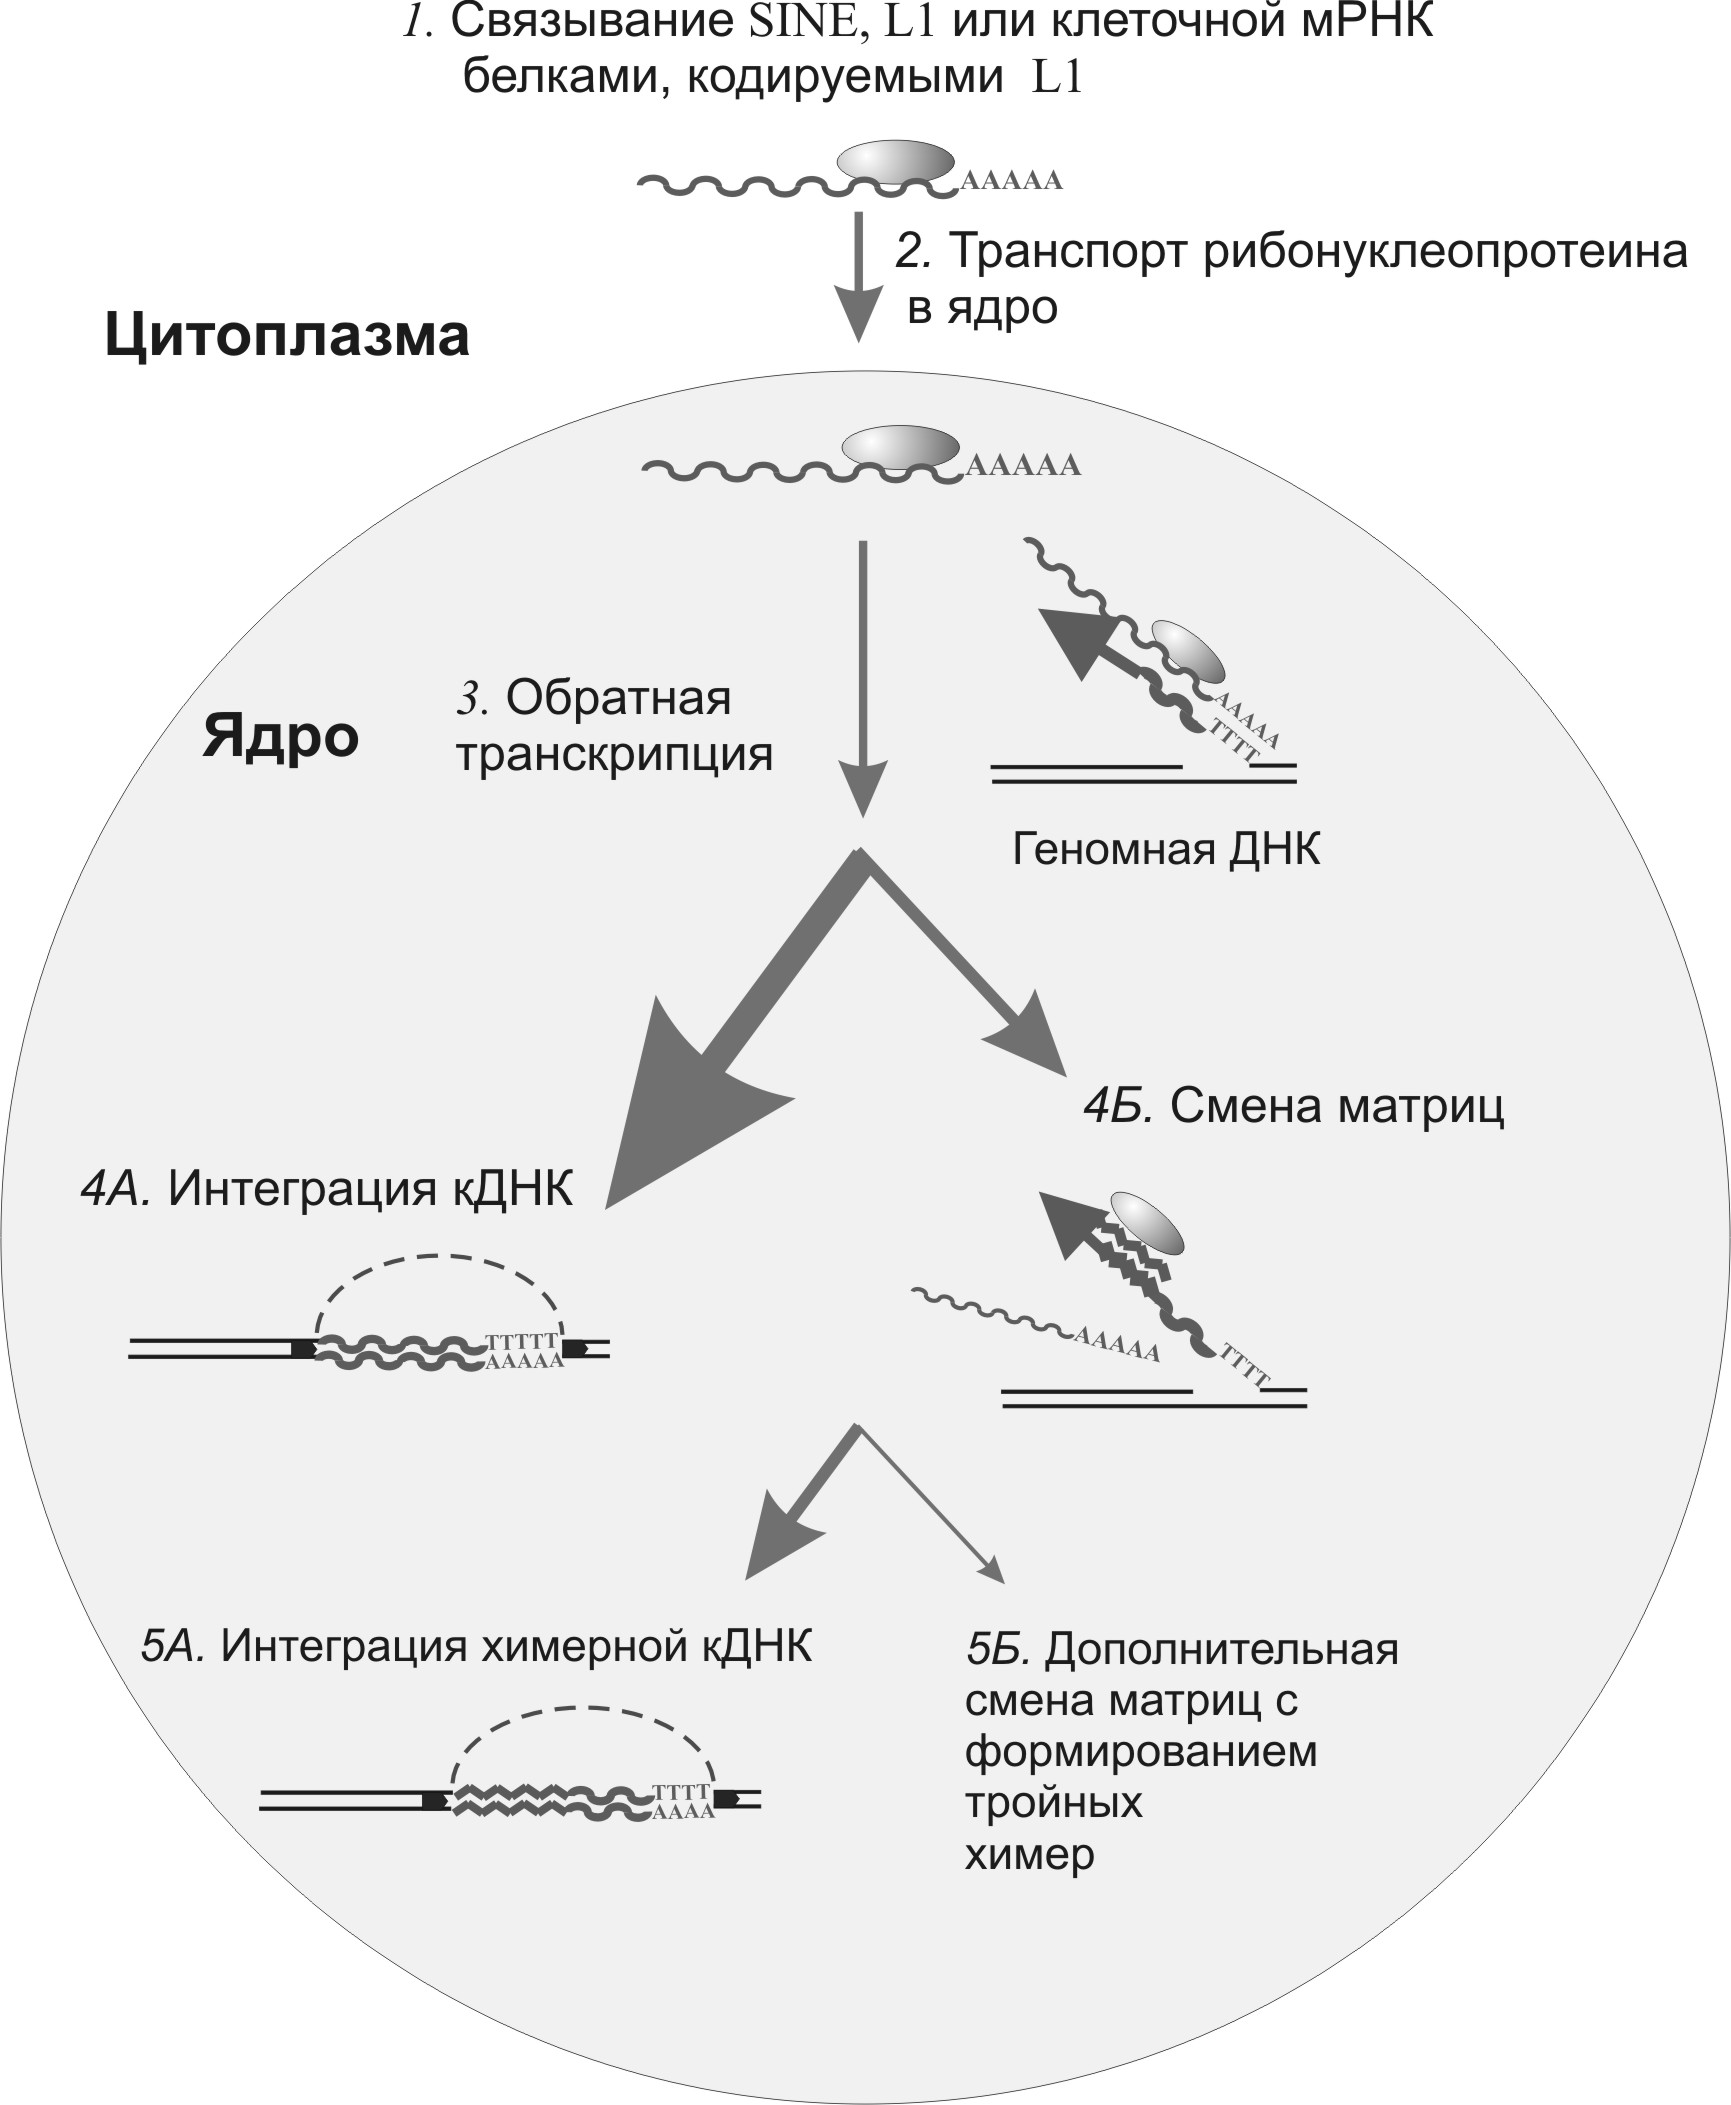 1. Связывание SINE, L1 или клеточной мРНК
белками, кодируемыми L1
AAAAA
2. Транспорт рибонуклеопротеина
в ядро
Цитоплазма
AAAAA
3. Обратная
транскрипция
Ядро
AAAAA
TTTT
Геномная ДНК
4Б. Смена матриц
4А. Интеграция кДНК
TTTTT
AAAAA
AAAAA
TTTT
5А. Интеграция химерной кДНК
TTTT
AAAA
5Б. Дополнительная
смена матриц с
формированием
тройных
химер